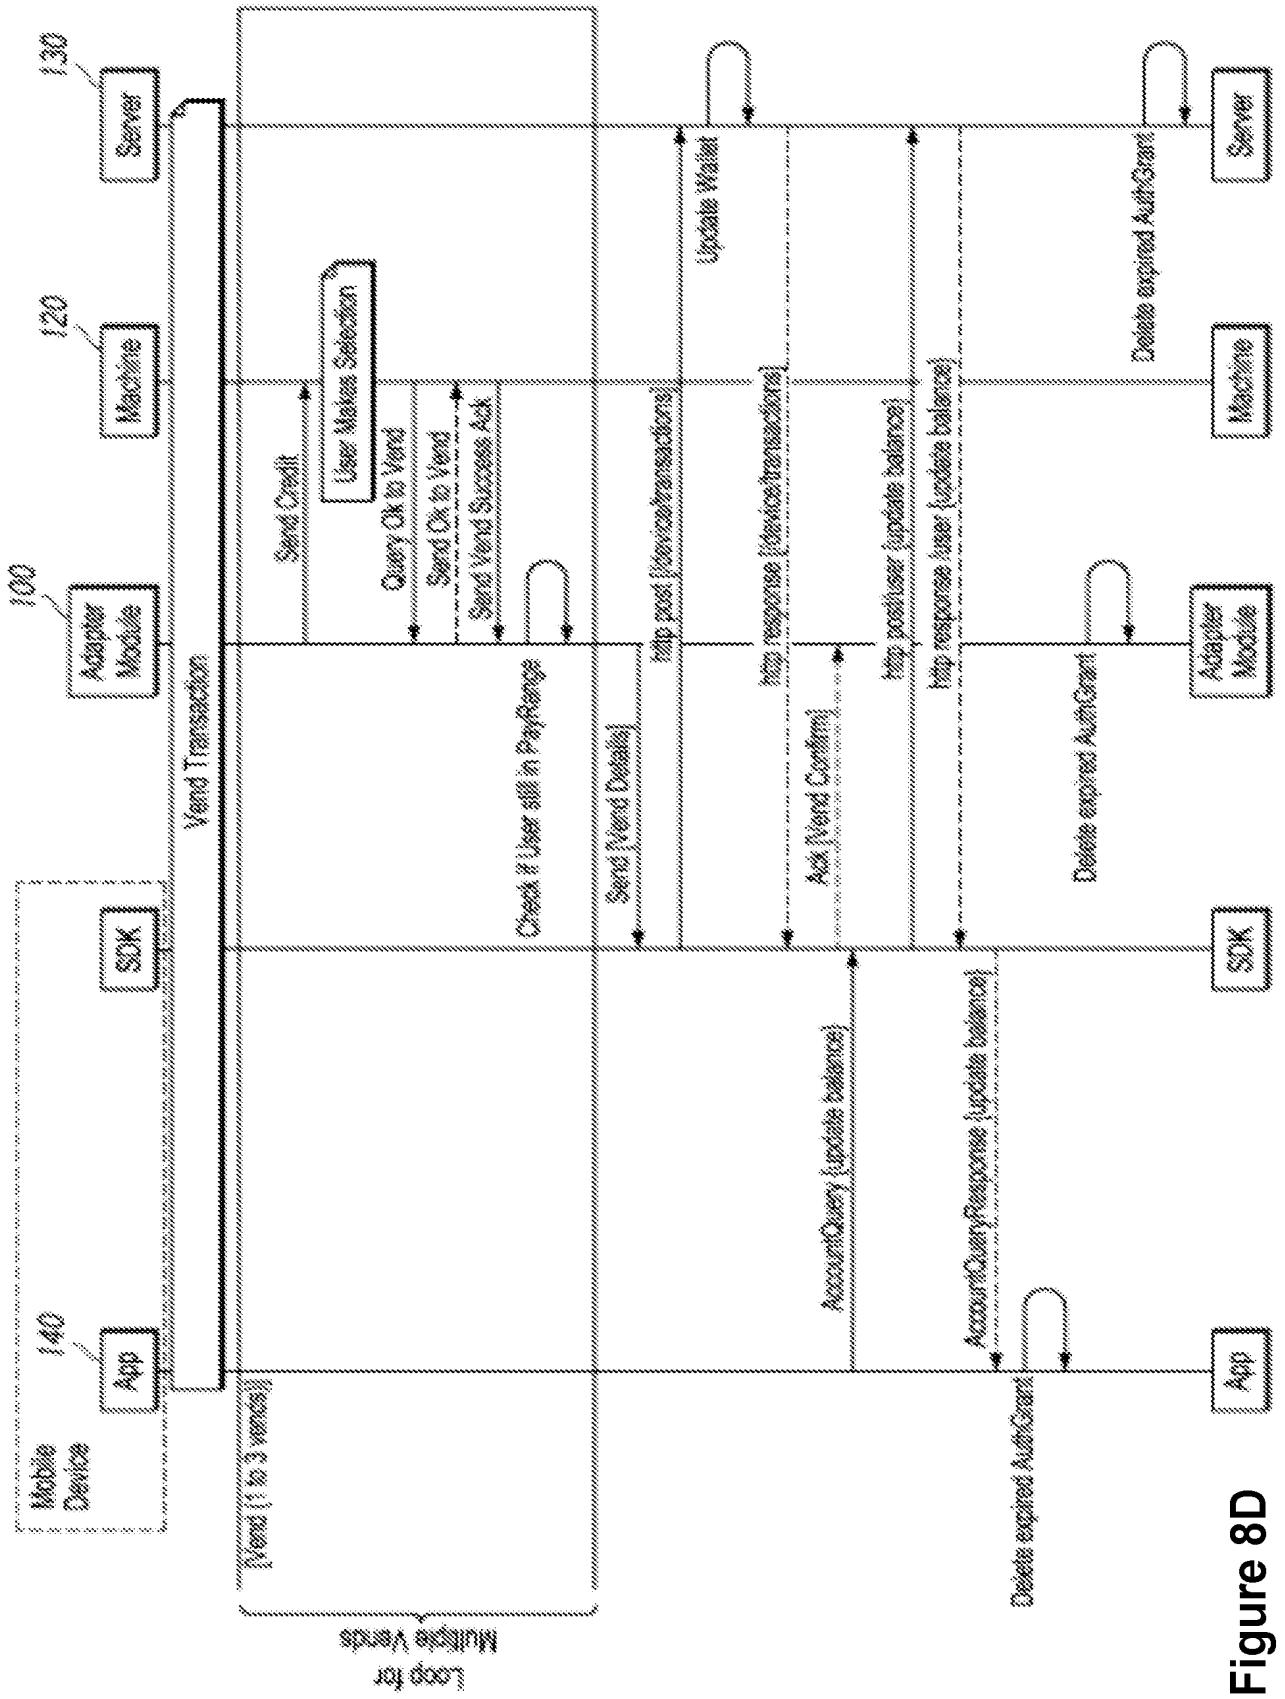 Mobile
Device
140
App
SDK
100
Adapter
Module
120
Machine
130
Server
Vend Transaction
[Vend {1 to 3 vends}]
Loop for
Multiple Vends
Send Credit
User Makes Selection
Query Ok to Vend
Send Ok to Vend
Send Vend Success Ack
Check if User still in PayRange
Send [Vend Details]
http post [/device/transactions]
Update Wallet
http response [/device/transactions]
Ack [Vend Confirm]
AccountQuery {update balance}
http post/user {update balance}
http response /user {update balance}
AccountQueryResponse {update balance}
Delete expired AuthGrant
Delete expired AuthGrant
Delete expired AuthGrant
App
SDK
Adapter
Module
Machine
Server
Figure 8D